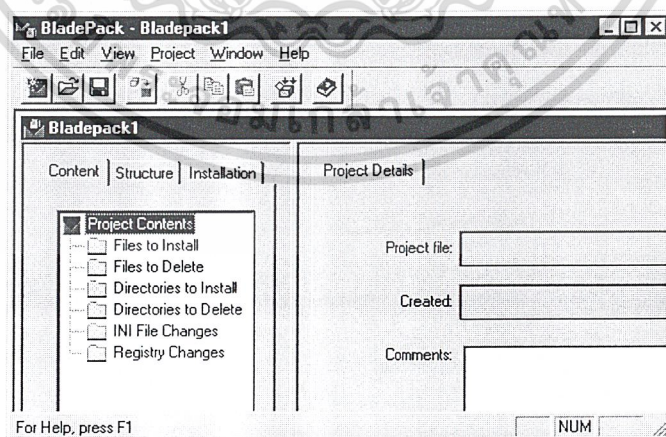 BladePack - Bladepack1
File Edit View Project Window Help
Bladepack1
Content Structure Installation
Project Details
Project Contents
Files to Install
Files to Delete
Directories to Install
Directories to Delete
INI File Changes
Registry Changes
Project file:
Created:
Comments:
For Help, press F1
NUM